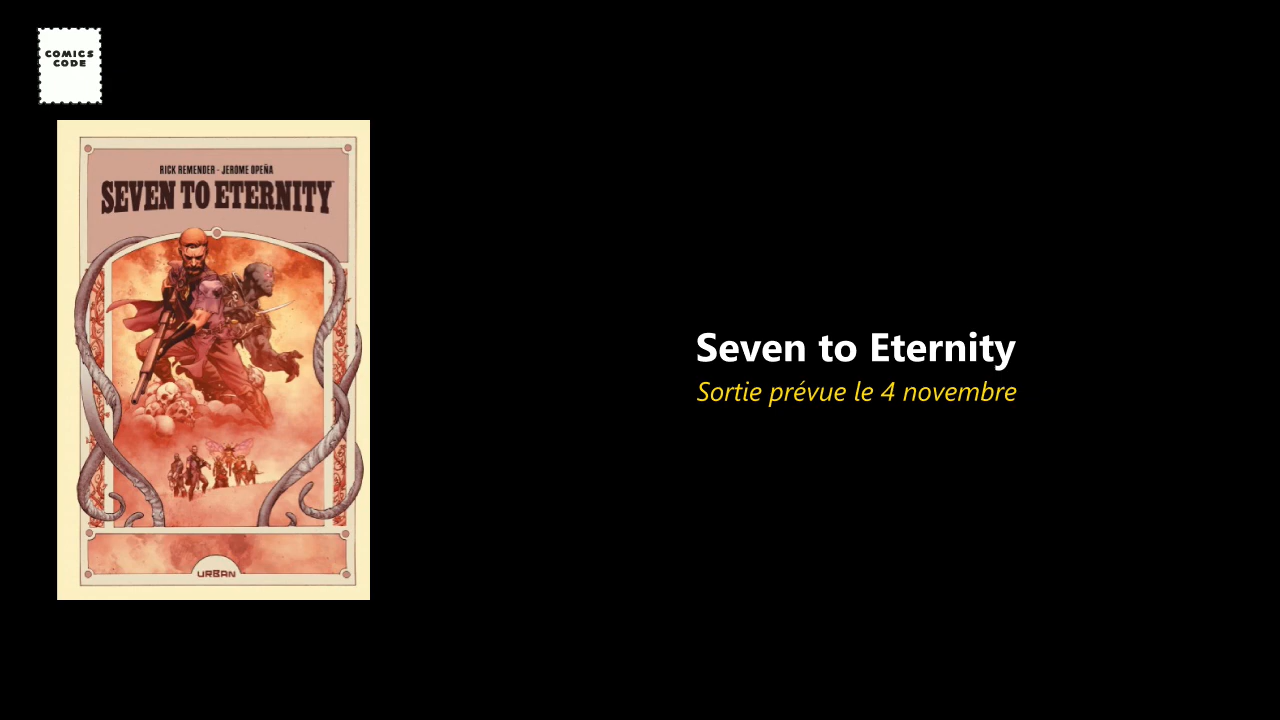 COMICS
CODE
RICK REMENDER - JEROME OPEÑA
SEVEN TO ETERNITY
URBAN
Seven to Eternity
Sortie prévue le 4 novembre